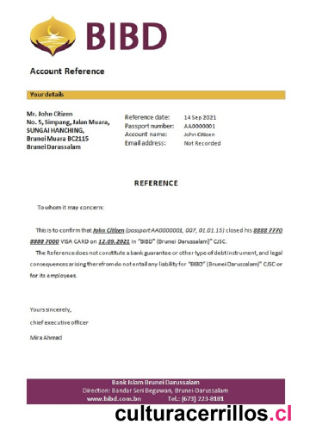 BIBD
Account Reference
Your details
Mr. John Citizen
No. 5, Simpang, Jalan Muara,
SUNGAI HANCHING,
Brunei Muara BC2115
Brunei Darussalam
Reference date: 14 Sep 2021
Passport number: AA0000001
Account name: John Citizen
Email address: Not Recorded
REFERENCE
To whom it may concern:
This is to confirm that John Citizen (passport AA0000001, 007, 01.01.15) closed his 8888 7770
8888 7000 VISA CARD on 12.09.2021 in "BIBD" (Brunei Darussalam)" CJSC.
The Reference does not constitute a bank guarantee or other type of debt instrument, and legal
consequences arising therefrom do not entail any liability for "BIBD" (Brunei Darussalam)" CJSC or
for its employees.
Yours sincerely,
chief executive officer
Mira Ahmed
Bank Islam Brunei Darussalam
Direction: Bandar Seri Begawan, Brunei Darussalam
www.bibd.com.bn Tel.: (673) 223-8181
culturacerrillos.cl